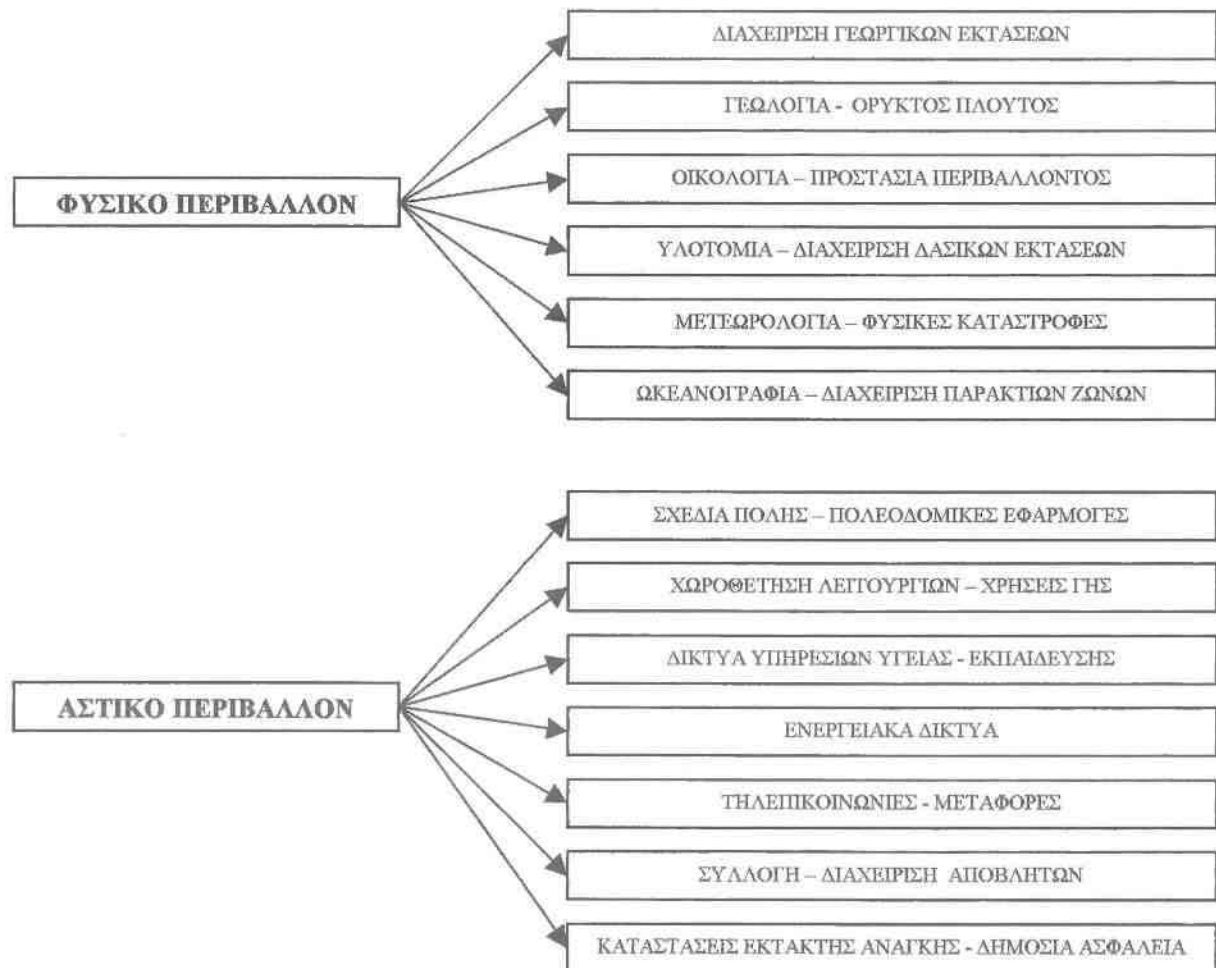 ΔΙΑΧΕΙΡΙΣΗ ΓΕΩΡΓΙΚΩΝ ΕΚΤΑΣΕΩΝ
ΓΕΩΛΟΓΙΑ - ΟΡΥΚΤΟΣ ΠΛΟΥΤΟΣ
ΟΙΚΟΛΟΓΙΑ – ΠΡΟΣΤΑΣΙΑ ΠΕΡΙΒΑΛΛΟΝΤΟΣ
ΦΥΣΙΚΟ ΠΕΡΙΒΑΛΛΟΝ
ΥΛΟΤΟΜΙΑ – ΔΙΑΧΕΙΡΙΣΗ ΔΑΣΙΚΩΝ ΕΚΤΑΣΕΩΝ
ΜΕΤΕΩΡΟΛΟΓΙΑ – ΦΥΣΙΚΕΣ ΚΑΤΑΣΤΡΟΦΕΣ
ΩΚΕΑΝΟΓΡΑΦΙΑ – ΔΙΑΧΕΙΡΙΣΗ ΠΑΡΑΚΤΙΩΝ ΖΩΝΩΝ
ΣΧΕΔΙΑ ΠΟΛΗΣ – ΠΟΛΕΟΔΟΜΙΚΕΣ ΕΦΑΡΜΟΓΕΣ
ΧΩΡΟΘΕΤΗΣΗ ΛΕΙΤΟΥΡΓΙΩΝ – ΧΡΗΣΕΙΣ ΓΗΣ
ΔΙΚΤΥΑ ΥΠΗΡΕΣΙΩΝ ΥΓΕΙΑΣ - ΕΚΠΑΙΔΕΥΣΗΣ
ΑΣΤΙΚΟ ΠΕΡΙΒΑΛΛΟΝ
ΕΝΕΡΓΕΙΑΚΑ ΔΙΚΤΥΑ
ΤΗΛΕΠΙΚΟΙΝΩΝΙΕΣ - ΜΕΤΑΦΟΡΕΣ
ΣΥΛΛΟΓΗ – ΔΙΑΧΕΙΡΙΣΗ ΑΠΟΒΛΗΤΩΝ
ΚΑΤΑΣΤΑΣΕΙΣ ΕΚΤΑΚΤΗΣ ΑΝΑΓΚΗΣ - ΔΗΜΟΣΙΑ ΑΣΦΑΛΕΙΑ